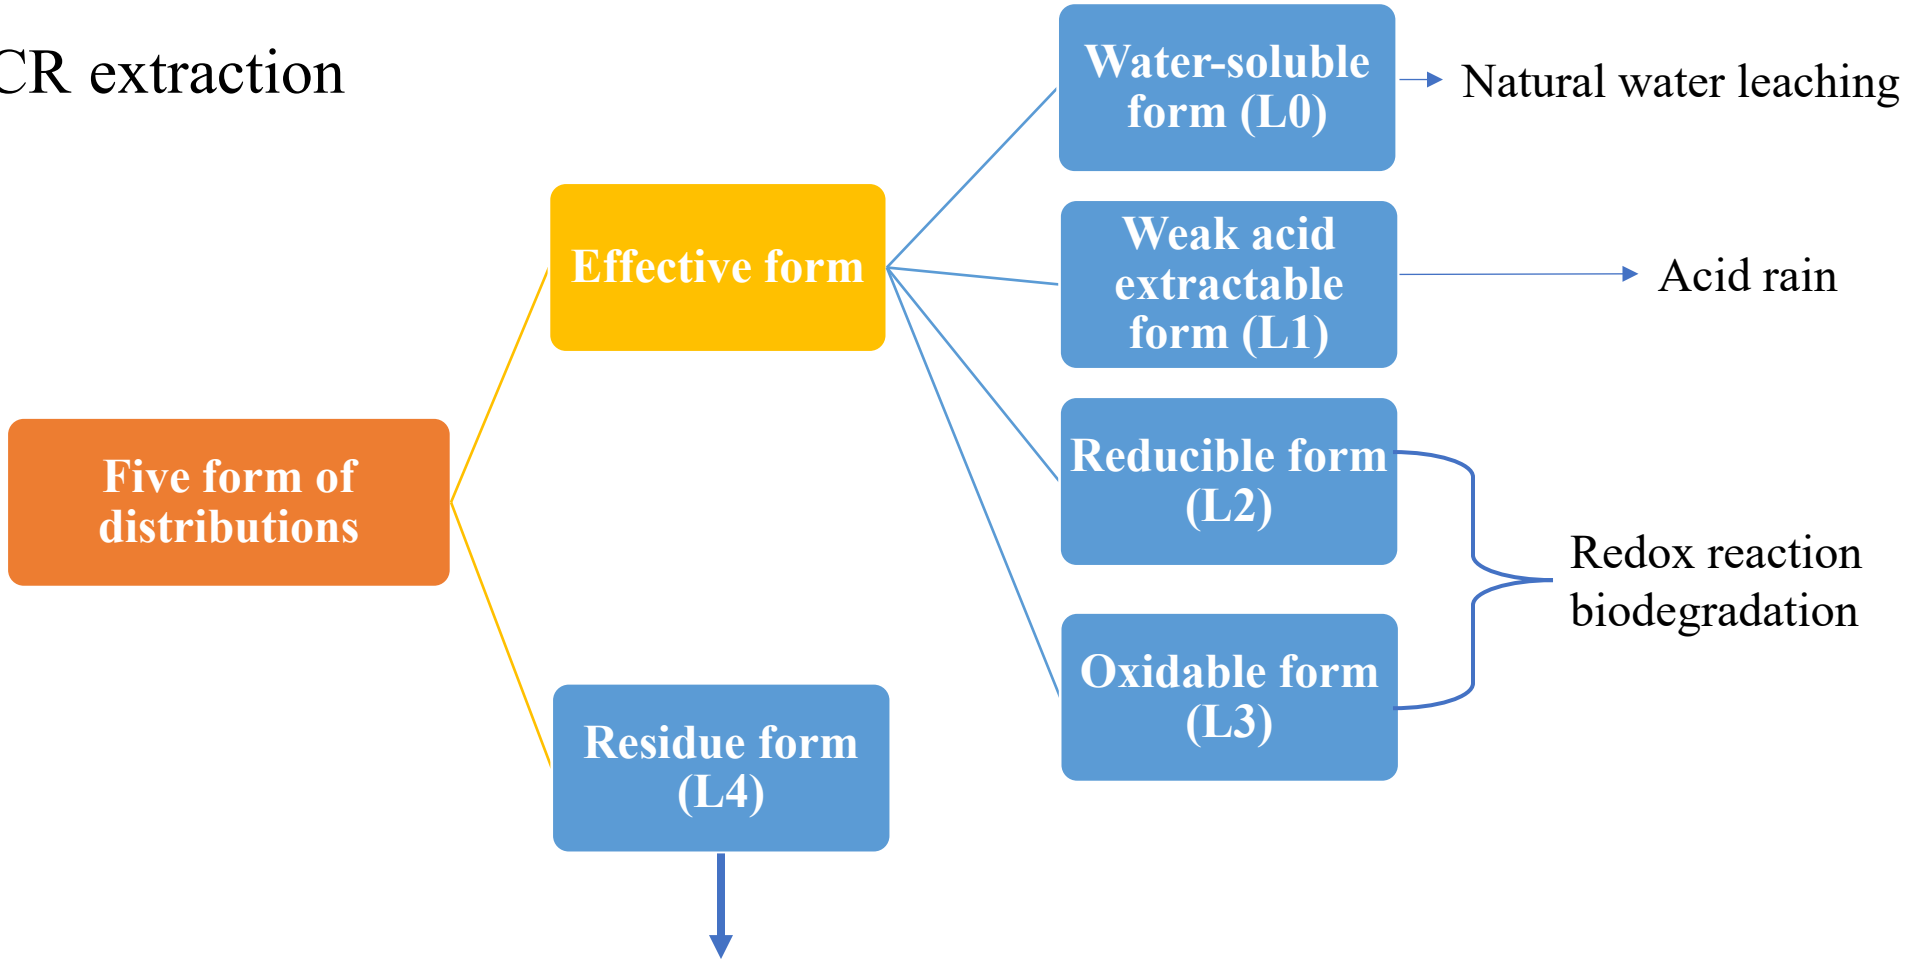 CR extraction
Water-soluble
form (L0)
Natural water leaching
Effective form
Weak acid
extractable
form (L1)
Acid rain
Five form of
distributions
Reducible form
(L2)
Redox reaction
biodegradation
Oxidable form
(L3)
Residue form
(L4)